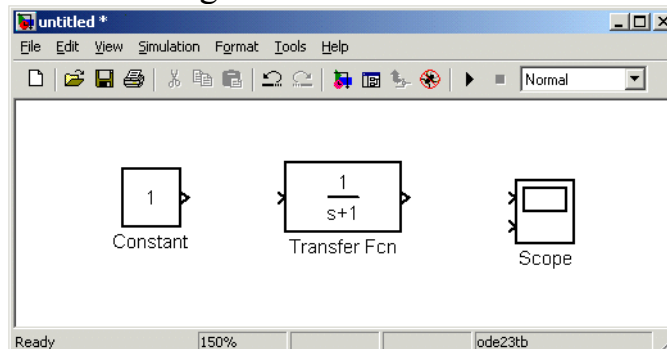 untitled *
File Edit View Simulation Format Tools Help
Normal
1
Constant
1
s+1
Transfer Fcn
Scope
Ready 150% ode23tb